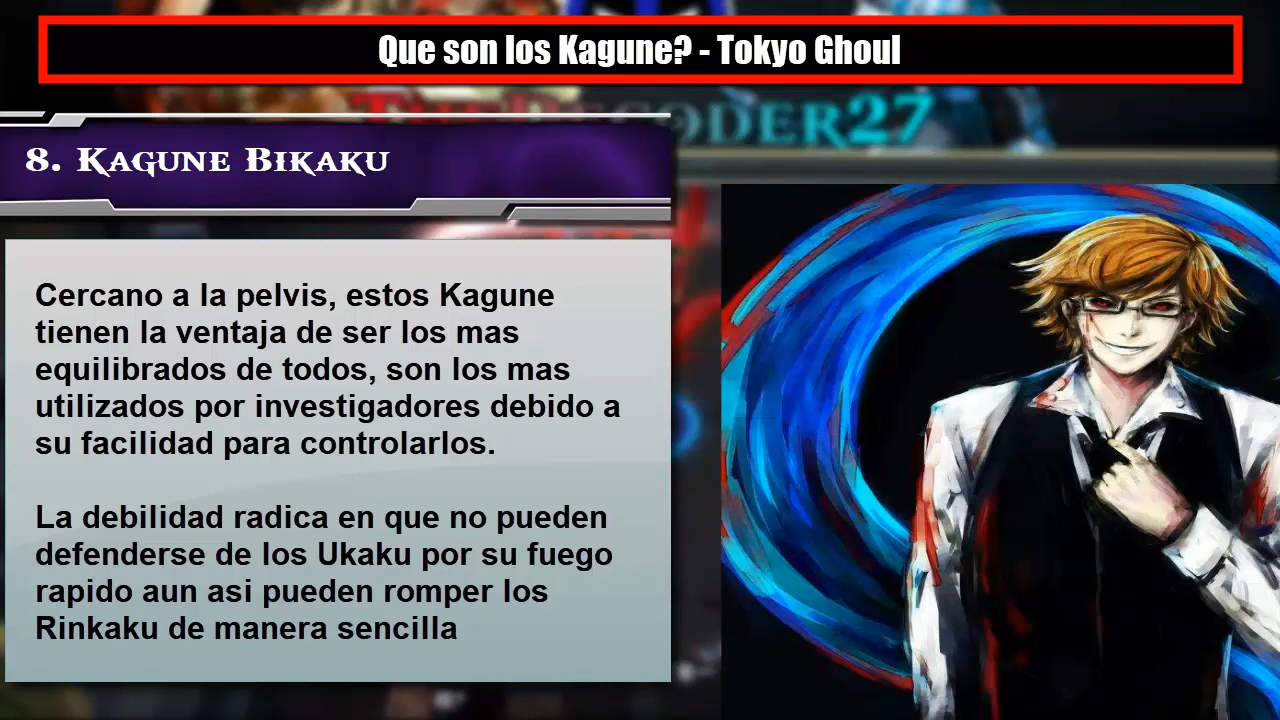 Que son los Kagune? - Tokyo Ghoul
TheDecoder27
8. Kagune Bikaku
Cercano a la pelvis, estos Kagune
tienen la ventaja de ser los mas
equilibrados de todos, son los mas
utilizados por investigadores debido a
su facilidad para controlarlos.
La debilidad radica en que no pueden
defenderse de los Ukaku por su fuego
rapido aun asi pueden romper los
Rinkaku de manera sencilla